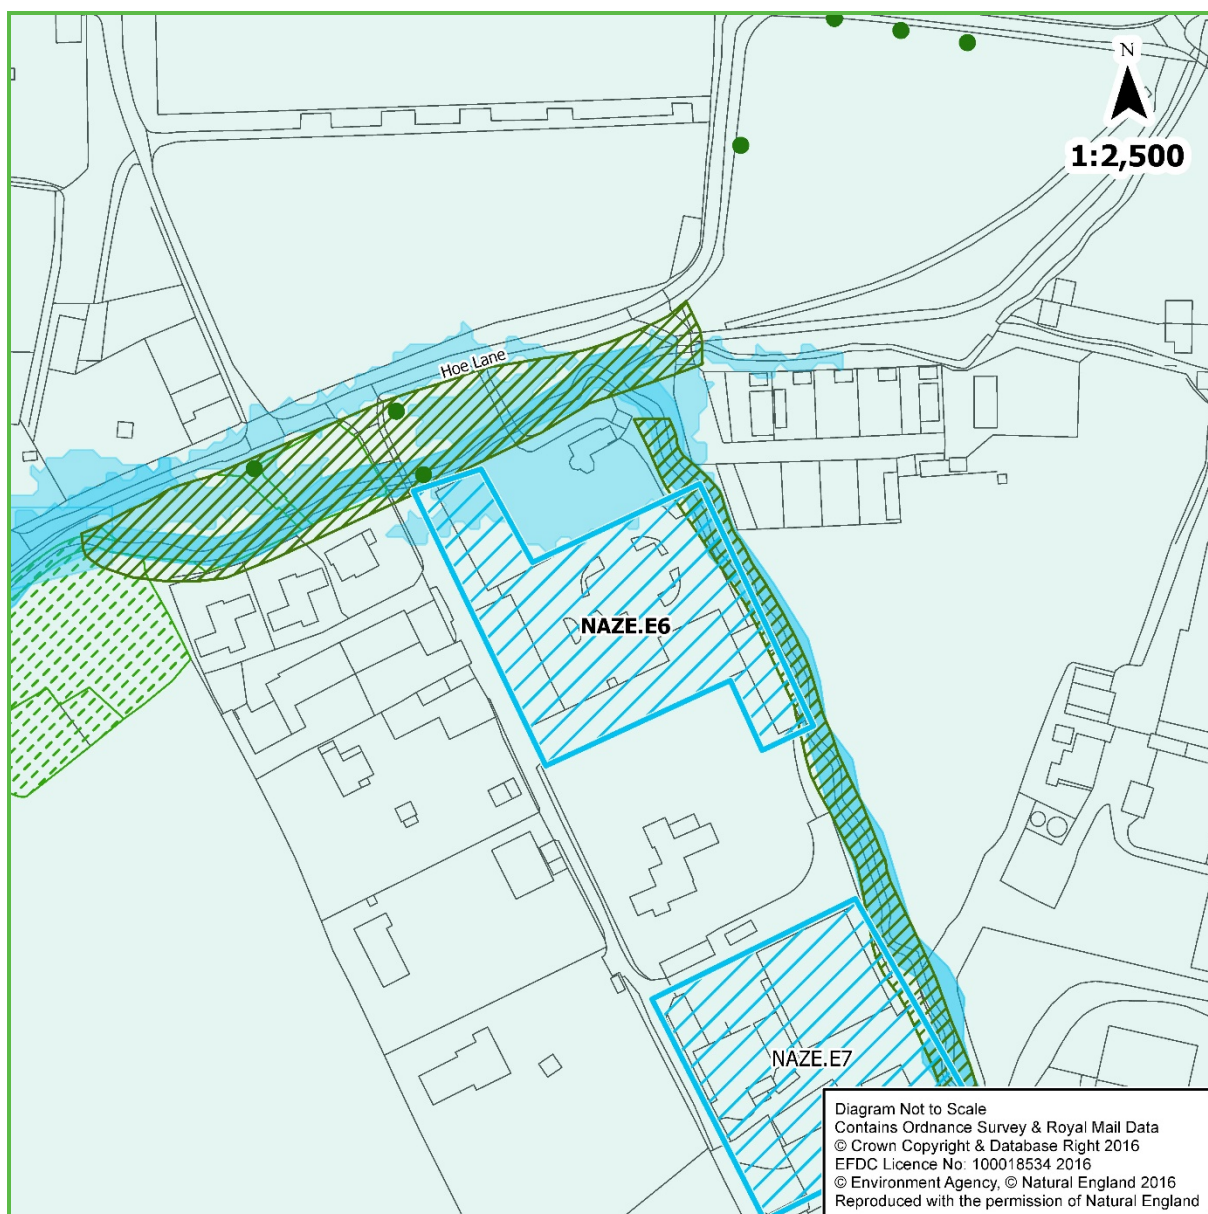 N
1:2,500
Hoe Lane
NAZE.E6
NAZE.E7
Diagram Not to Scale
Contains Ordnance Survey & Royal Mail Data
© Crown Copyright & Database Right 2016
EFDC Licence No: 100018534 2016
© Environment Agency, © Natural England 2016
Reproduced with the permission of Natural England